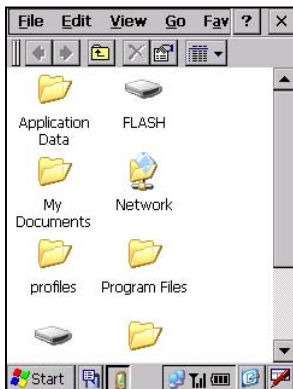 File Edit View Go Fav ? ×
Application Data FLASH
My Documents Network
profiles Program Files
Start